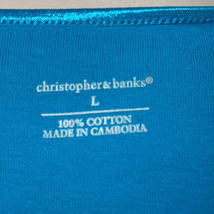 christopher & banks®
L
100% COTTON
MADE IN CAMBODIA